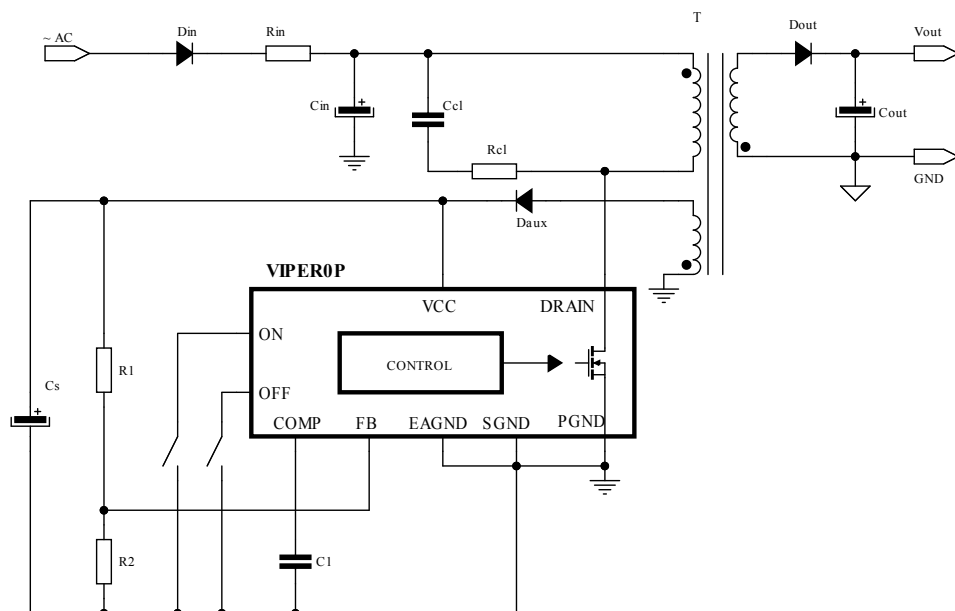 T
~ AC
Din
Rin
Dout
Vout
Cin
+
Ccl
+
Cout
Rcl
GND
Daux
VIPER0P
VCC
DRAIN
ON
CONTROL
R1
OFF
Cs
+
COMP
FB
EAGND
SGND
PGND
R2
C1